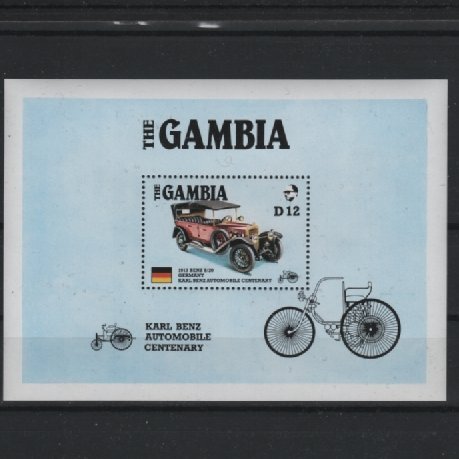 THE GAMBIA
THE GAMBIA
D12
1913 BENZ 8/20
GERMANY
KARL BENZ AUTOMOBILE CENTENARY
KARL BENZ
AUTOMOBILE
CENTENARY